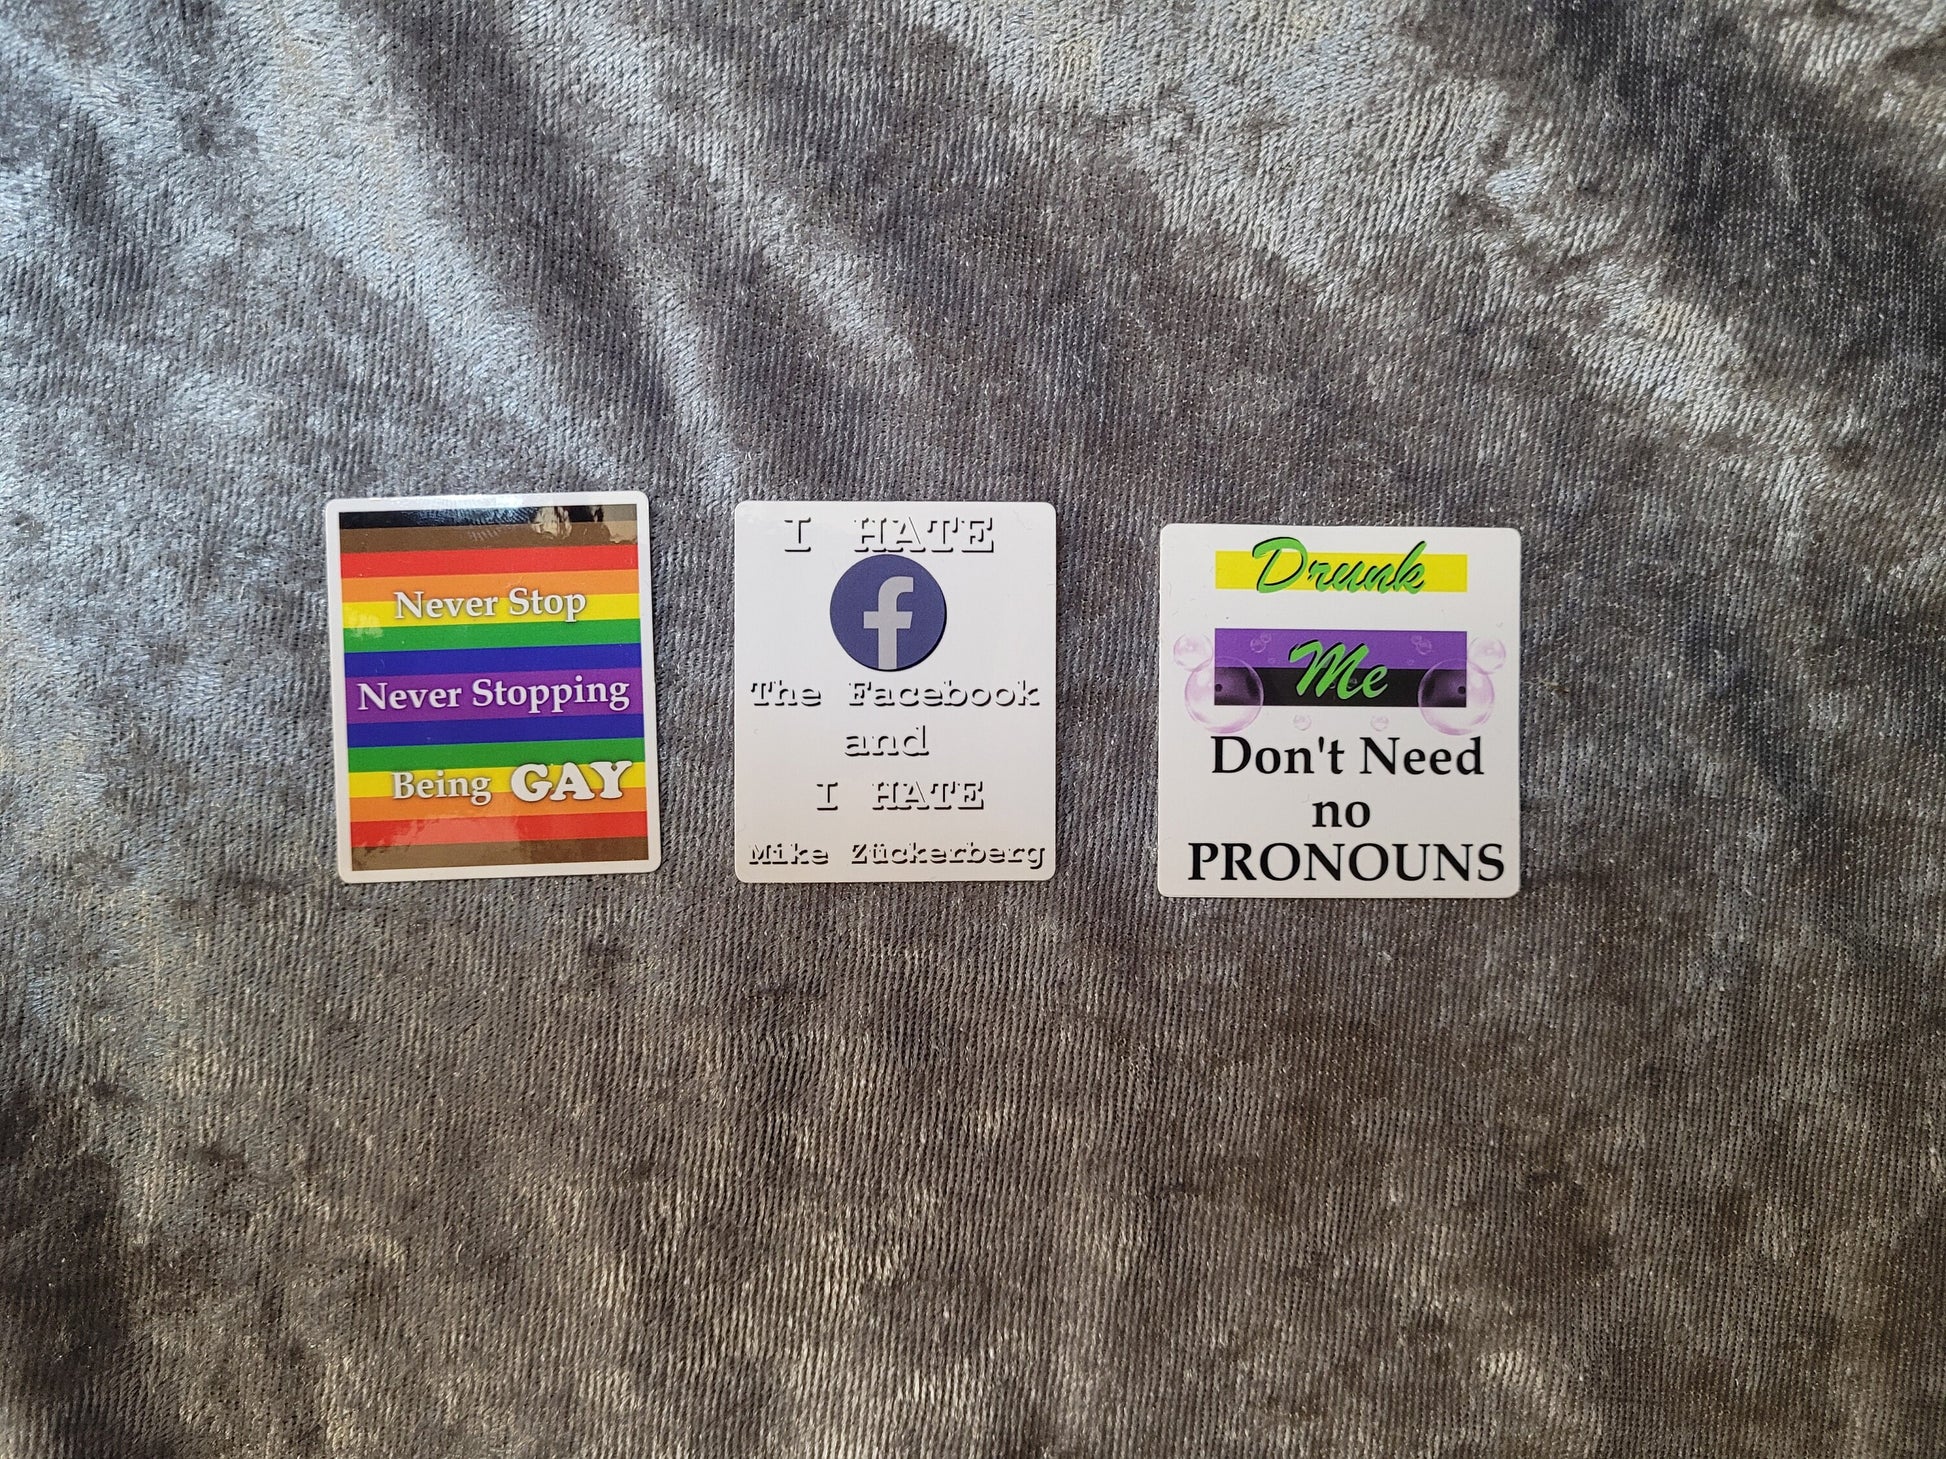 Never Stop
Never Stopping
Being GAY
I HATE
f
The Facebook
and
I HATE
Mike Zückerberg
Drunk
Me
Don't Need
no
PRONOUNS